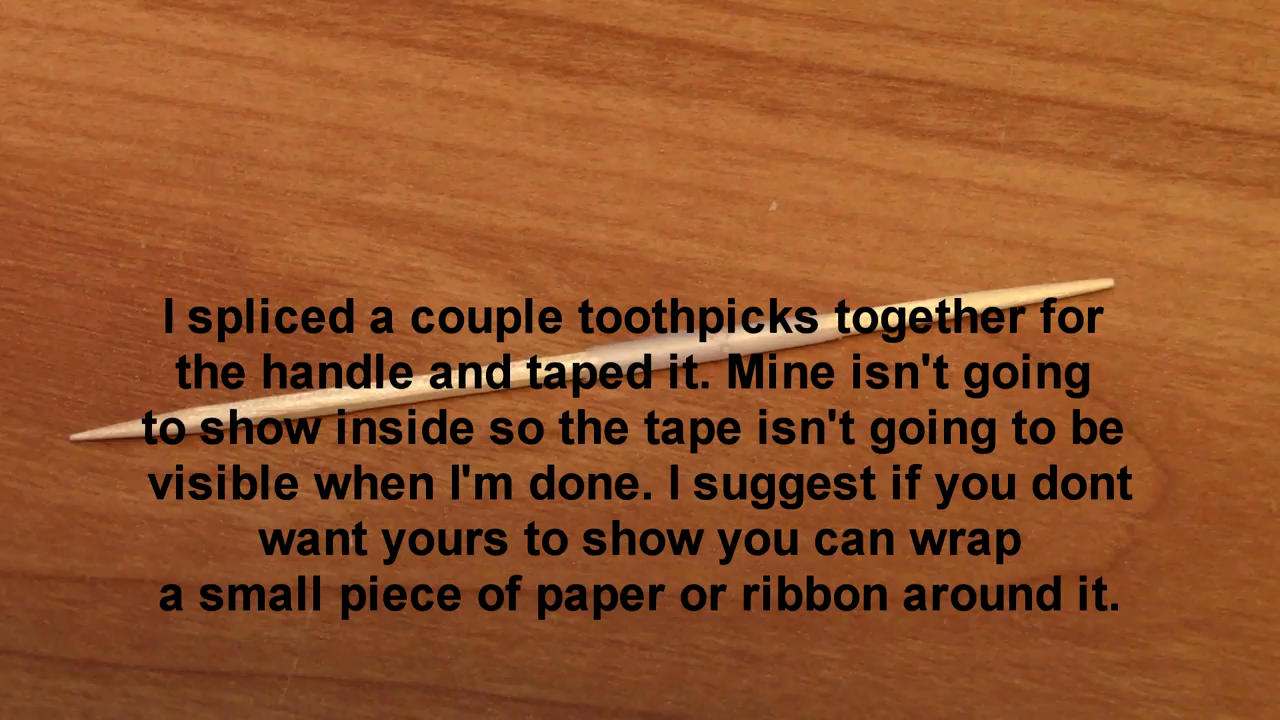 I spliced a couple toothpicks together for
the handle and taped it. Mine isn't going
to show inside so the tape isn't going to be
visible when I'm done. I suggest if you dont
want yours to show you can wrap
a small piece of paper or ribbon around it.